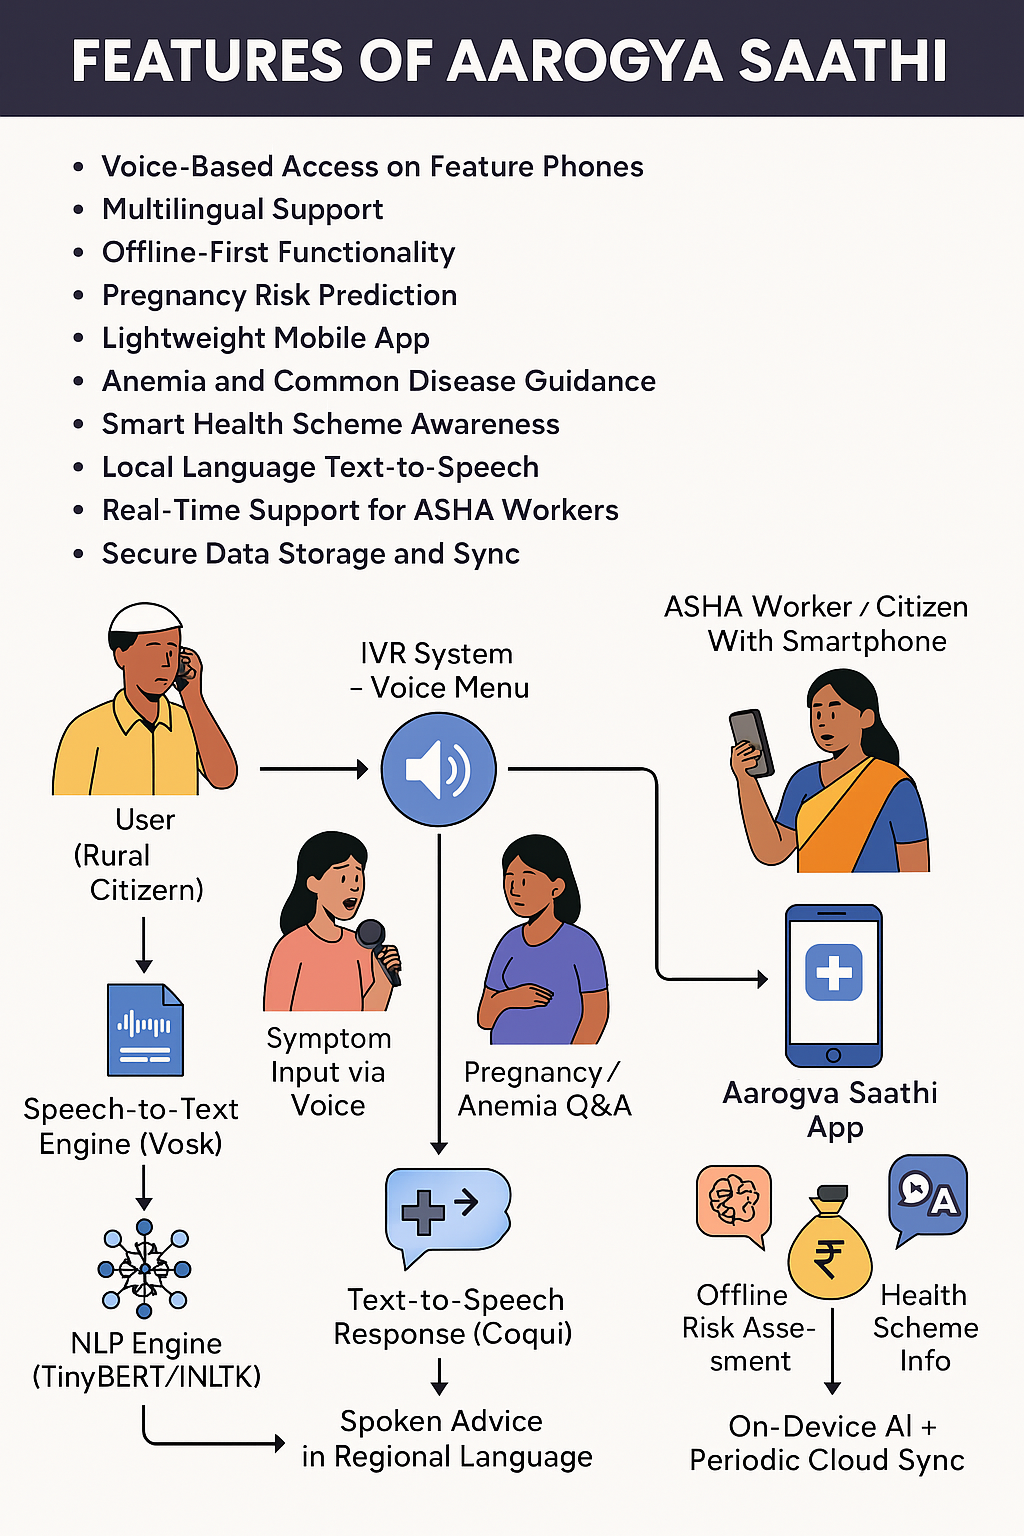 FEATURES OF AAROGYA SAATHI
• Voice-Based Access on Feature Phones
• Multilingual Support
• Offline-First Functionality
• Pregnancy Risk Prediction
• Lightweight Mobile App
• Anemia and Common Disease Guidance
• Smart Health Scheme Awareness
• Local Language Text-to-Speech
• Real-Time Support for ASHA Workers
• Secure Data Storage and Sync
User
(Rural
Citizern)
IVR System
– Voice Menu
ASHA Worker / Citizen
With Smartphone
Symptom
Input via
Voice
Pregnancy /
Anemia Q&A
Aarogva Saathi
App
Speech-to-Text
Engine (Vosk)
NLP Engine
(TinyBERT/INLTK)
Text-to-Speech
Response (Coqui)
Spoken Advice
in Regional Language
A
₹
Offline
Risk Asse-
sment
Health
Scheme
Info
On-Device Al +
Periodic Cloud Sync